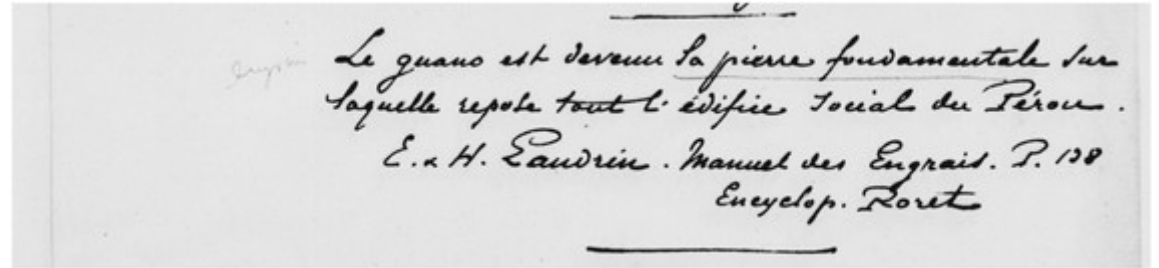 Le guano est devenu la pierre fondamentale sur
laquelle repose tout l'édifice social du Pérou.
E. & H. Landrin. Manuel des Engrais. P. 138
Encyclop. Roret